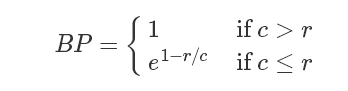 BP = { 1 if c > r
e^{1−r/c} if c ≤ r